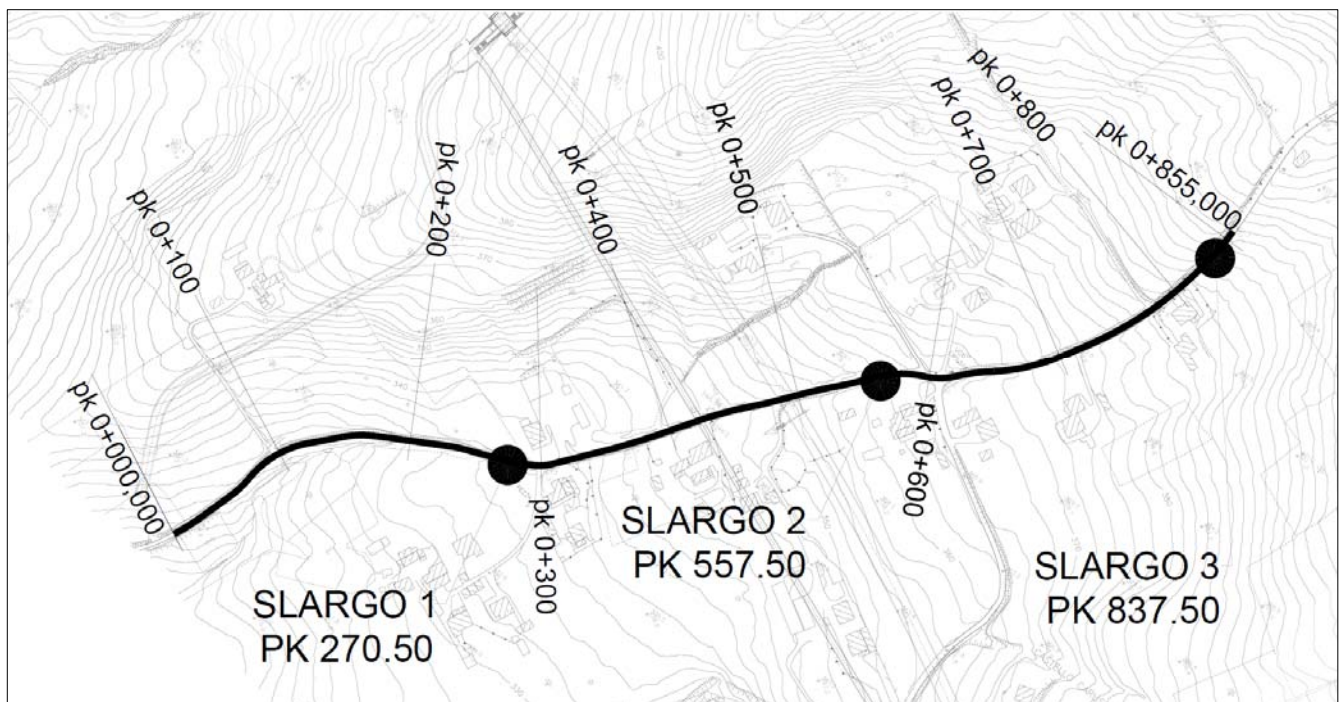 pk 0+000,000
pk 0+100
pk 0+200
pk 0+300
pk 0+400
pk 0+500
pk 0+600
pk 0+700
pk 0+800
pk 0+855,000
SLARGO 1
PK 270.50
SLARGO 2
PK 557.50
SLARGO 3
PK 837.50